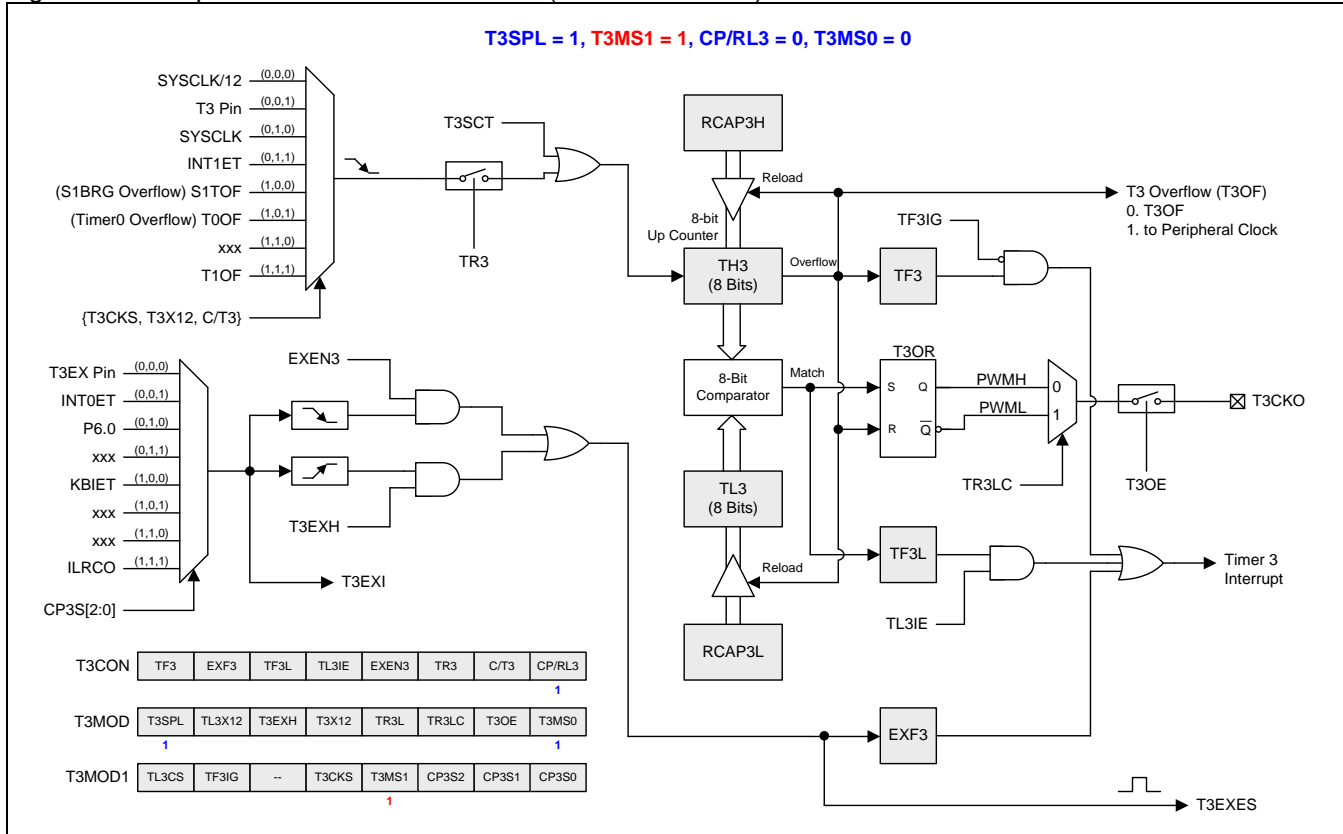 T3SPL = 1, T3MS1 = 1, CP/RL3 = 0, T3MS0 = 0
SYSCLK/12 (0,0,0)
T3 Pin (0,0,1)
SYSCLK (0,1,0)
INT1ET (0,1,1)
(S1BRG Overflow) S1TOF (1,0,0)
(Timer0 Overflow) T0OF (1,0,1)
xxx (1,1,0)
T1OF (1,1,1)
{T3CKS, T3X12, C/T3}
T3SCT
TR3
RCAP3H
Reload
8-bit
Up Counter
TH3
(8 Bits)
Overflow
T3 Overflow (T3OF)
0. T3OF
1. to Peripheral Clock
TF3IG
TF3
T3EX Pin (0,0,0)
INT0ET (0,0,1)
P6.0 (0,1,0)
xxx (0,1,1)
KBIET (1,0,0)
xxx (1,0,1)
xxx (1,1,0)
ILRCO (1,1,1)
CP3S[2:0]
EXEN3
T3EXH
T3EXI
8-Bit
Comparator
Match
T3OR
S Q
R Q
PWMH
PWML
0
1
TR3LC
T3OE
T3CKO
TL3
(8 Bits)
Reload
RCAP3L
TF3L
TL3IE
Timer 3
Interrupt
T3CON TF3 EXF3 TF3L TL3IE EXEN3 TR3 C/T3 CP/RL3
1
T3MOD T3SPL TL3X12 T3EXH T3X12 TR3L TR3LC T3OE T3MS0
1 1
T3MOD1 TL3CS TF3IG -- T3CKS T3MS1 CP3S2 CP3S1 CP3S0
1
EXF3
T3EXES